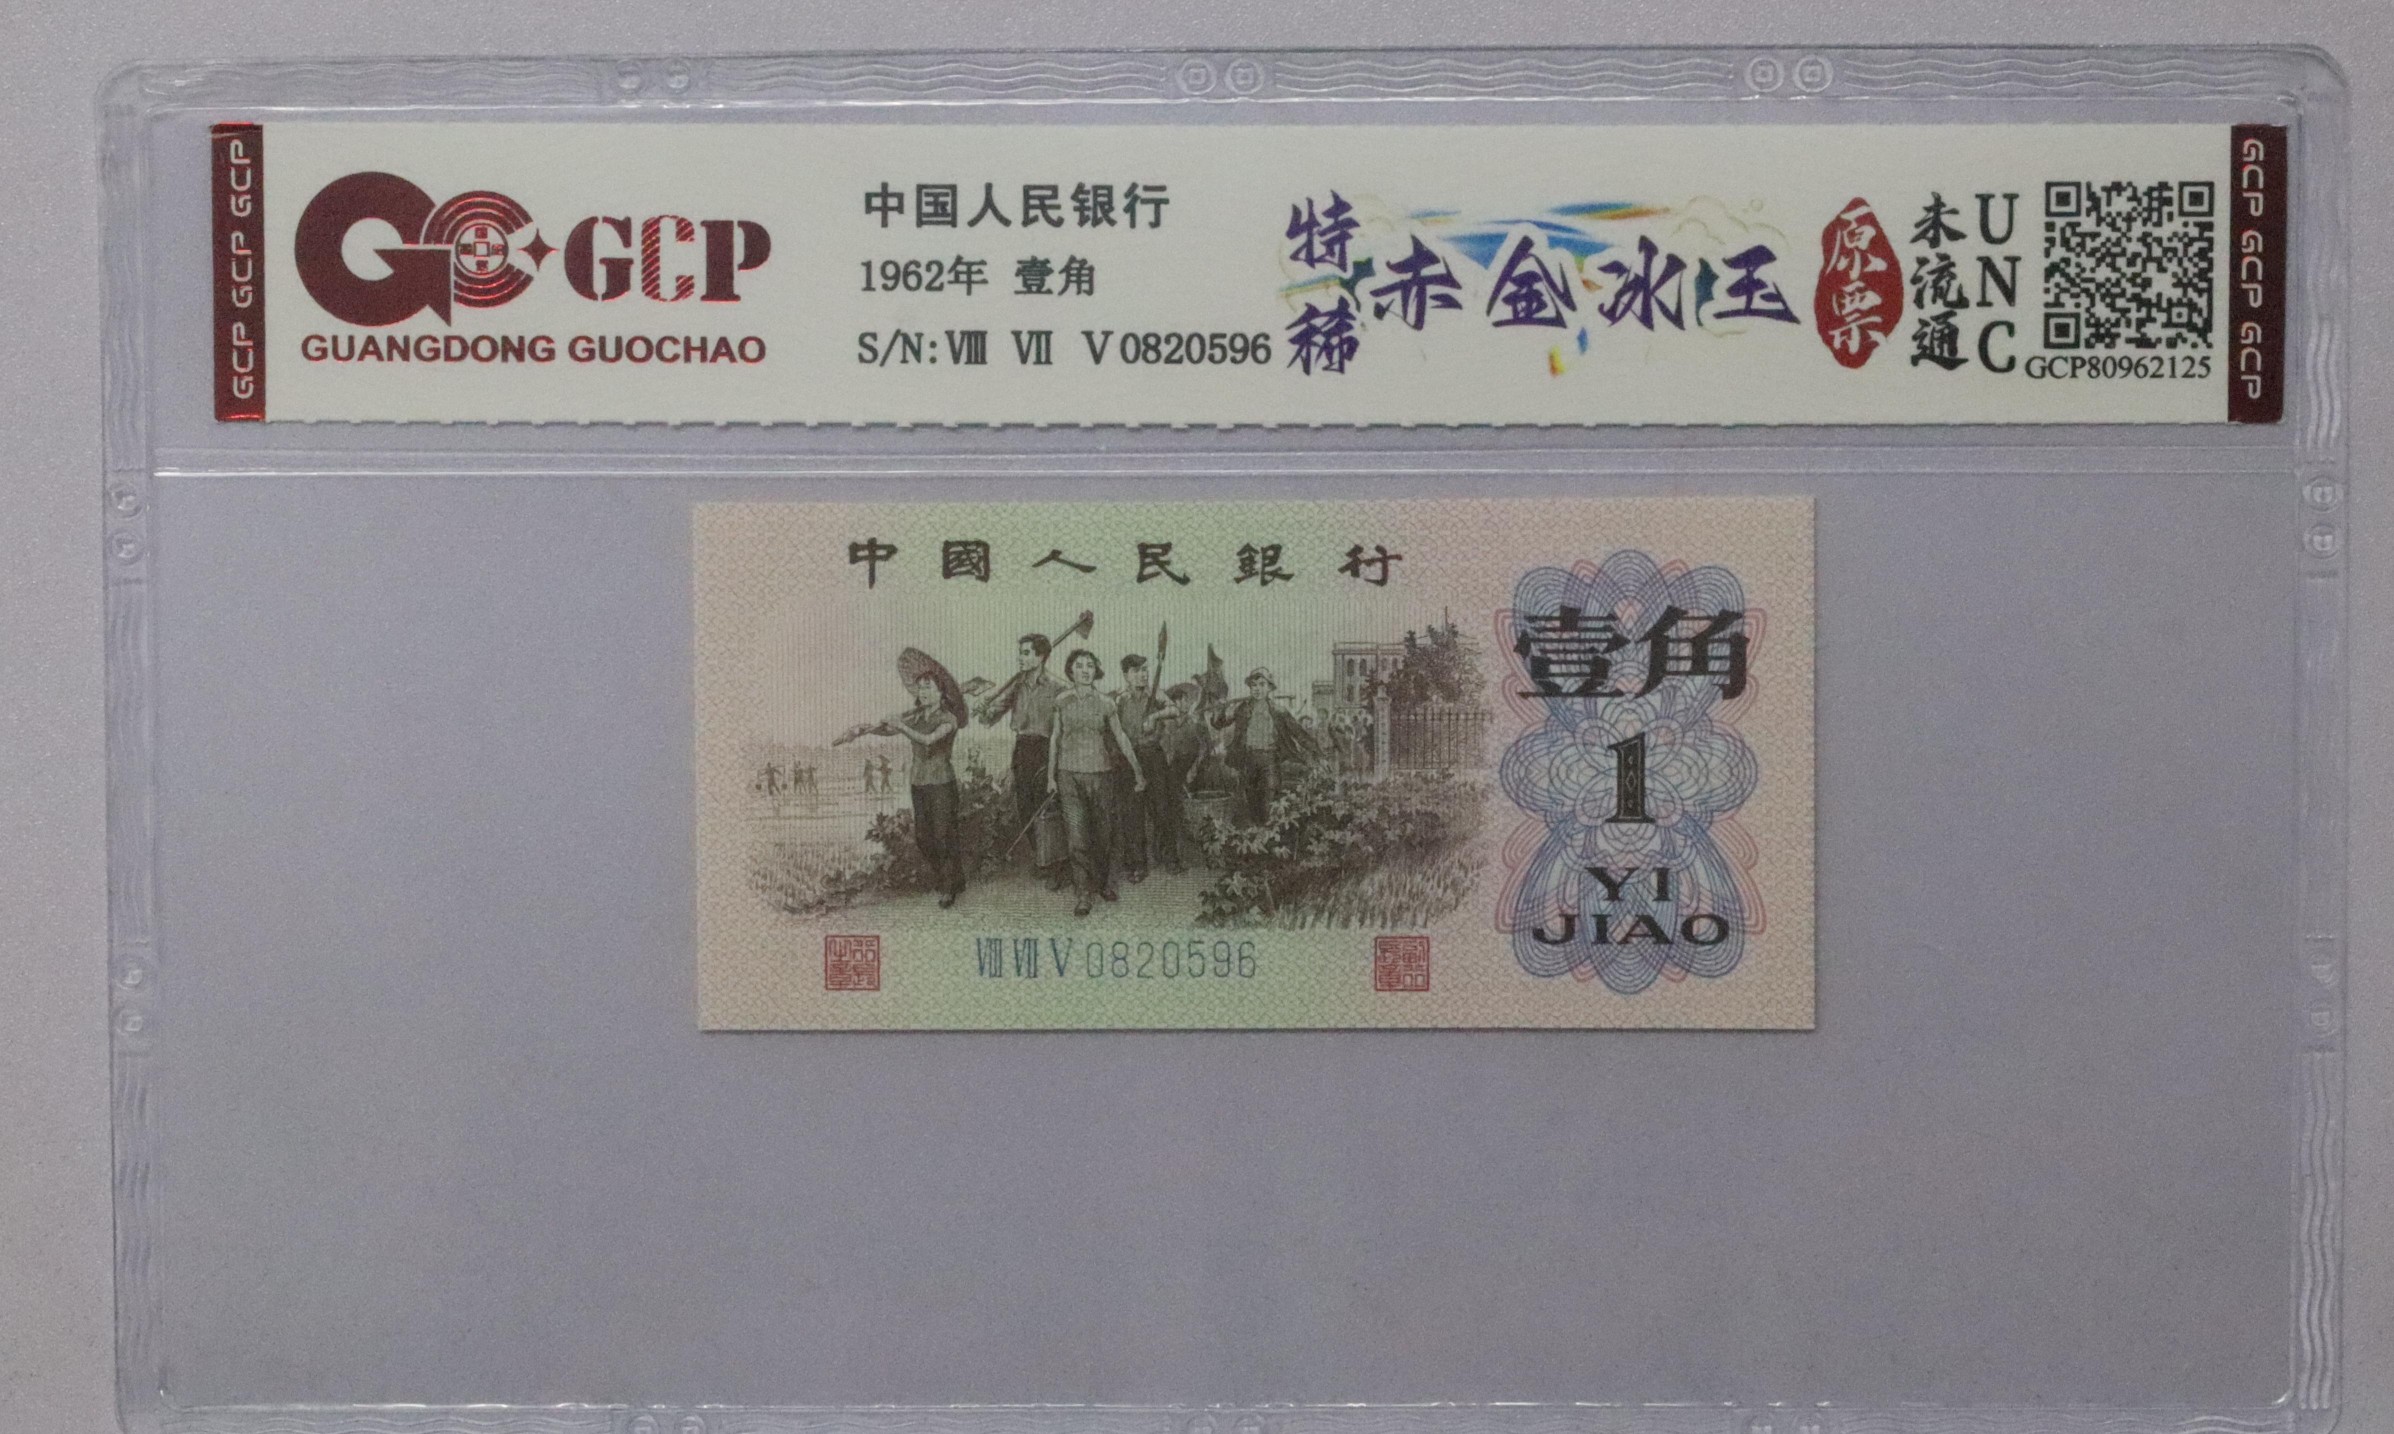 GCP GCP GCP
GCP
GUANGDONG GUOCHAO
中国人民银行
1962年 壹角
S/N: Ⅷ Ⅶ Ⅴ 0820596
特稀
赤金冰玉
原票
未流通
UNC
GCP80962125
GCP GCP GCP
中國人民銀行
壹角
1
YI
JIAO
Ⅷ Ⅶ Ⅴ 0820596